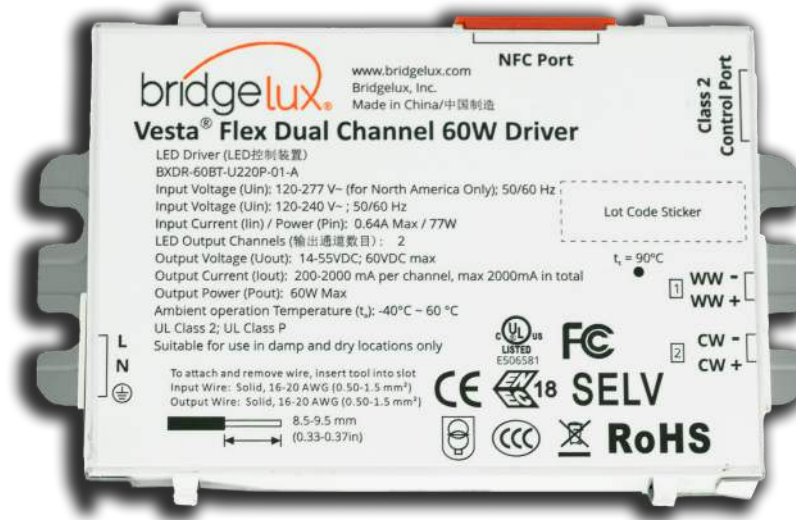 NFC Port
bridgelux®
www.bridgelux.com
Bridgelux, Inc.
Made in China/中国制造
Class 2
Control Port
Vesta® Flex Dual Channel 60W Driver
LED Driver (LED控制装置)
BXDR-60BT-U220P-01-A
Input Voltage (Uin): 120-277 V~ (for North America Only); 50/60 Hz
Input Voltage (Uin): 120-240 V~ ; 50/60 Hz
Input Current (Iin) / Power (Pin): 0.64A Max / 77W
LED Output Channels (输出通道数目) : 2
Output Voltage (Uout): 14-55VDC; 60VDC max
Output Current (Iout): 200-2000 mA per channel, max 2000mA in total
Output Power (Pout): 60W Max
Ambient operation Temperature (tₐ): -40°C ~ 60 °C
UL Class 2; UL Class P
Suitable for use in damp and dry locations only
Lot Code Sticker
= 90°C
1
WW -
WW +
2
CW -
CW +
L
N
To attach and remove wire, insert tool into slot
Input Wire: Solid, 16-20 AWG (0.50-1.5 mm²)
Output Wire: Solid, 16-20 AWG (0.50-1.5 mm²)
8.5-9.5 mm
(0.33-0.37in)
c UL us
LISTED
E506581
FC
CE
18
SELV
CCC
RoHS